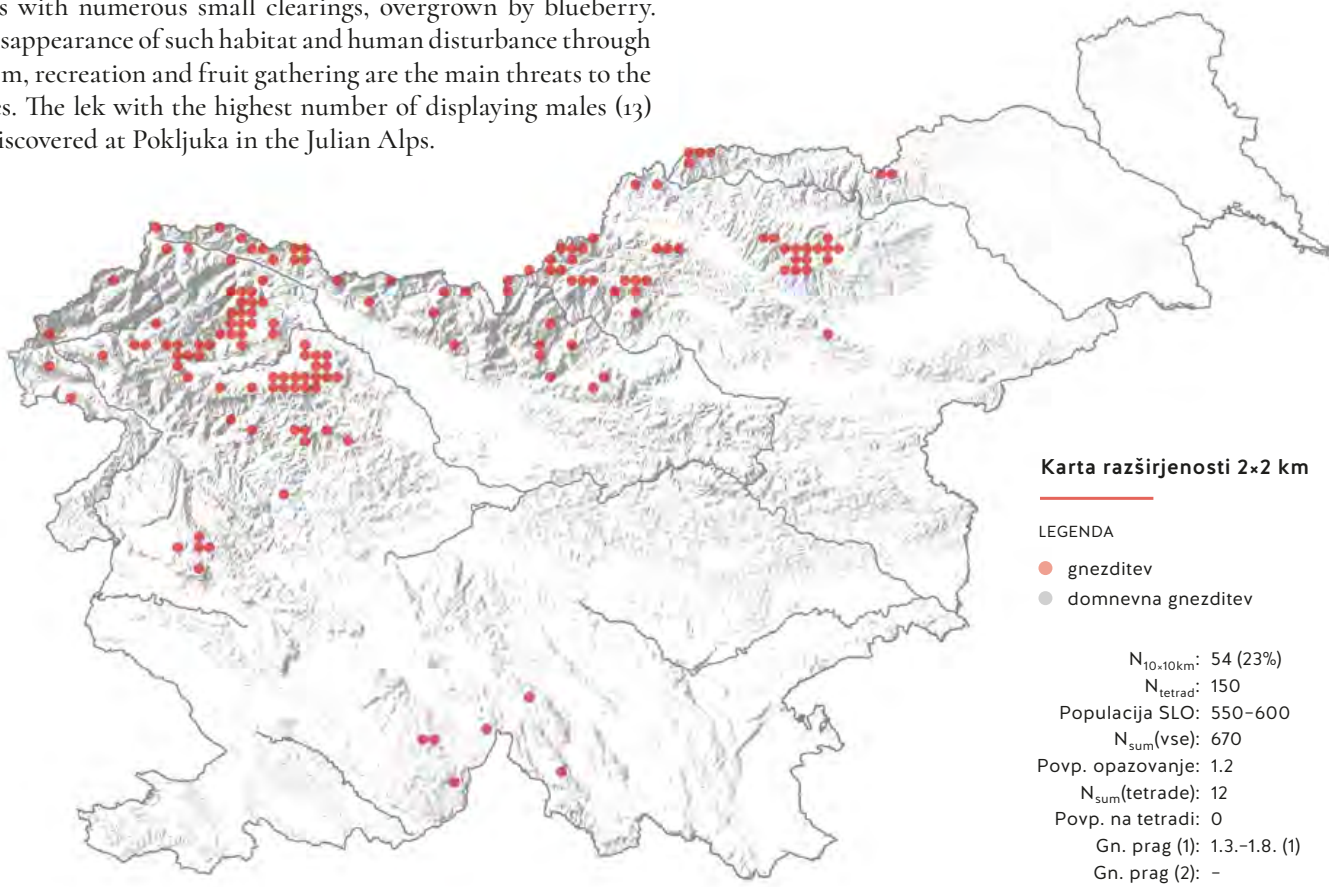 s with numerous small clearings, overgrown by blueberry.
sappearance of such habitat and human disturbance through
m, recreation and fruit gathering are the main threats to the
es. The lek with the highest number of displaying males (13)
discovered at Pokljuka in the Julian Alps.
Karta razširjenosti 2×2 km
LEGENDA
gnezditev
domnevna gnezditev
N10×10km: 54 (23%)
Ntetrad: 150
Populacija SLO: 550–600
Nsum(vse): 670
Povp. opazovanje: 1.2
Nsum(tetrade): 12
Povp. na tetradi: 0
Gn. prag (1): 1.3.–1.8. (1)
Gn. prag (2): –